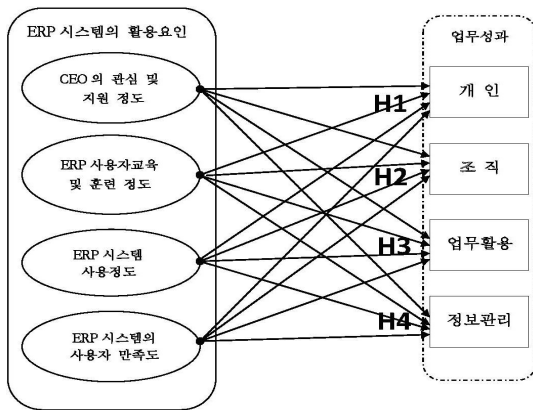 ERP 시스템의 활용요인
CEO의 관심 및
지원 정도
ERP 사용자교육
및 훈련 정도
ERP 시스템
사용정도
ERP 시스템의
사용자 만족도
H1
H2
H3
H4
업무성과
개 인
조 직
업무활용
정보관리